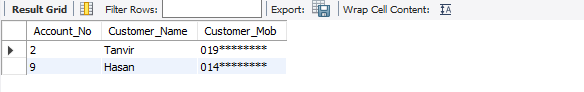 Result Grid Filter Rows: Export: Wrap Cell Content:
Account_No Customer_Name Customer_Mob
2 Tanvir 019********
9 Hasan 014********